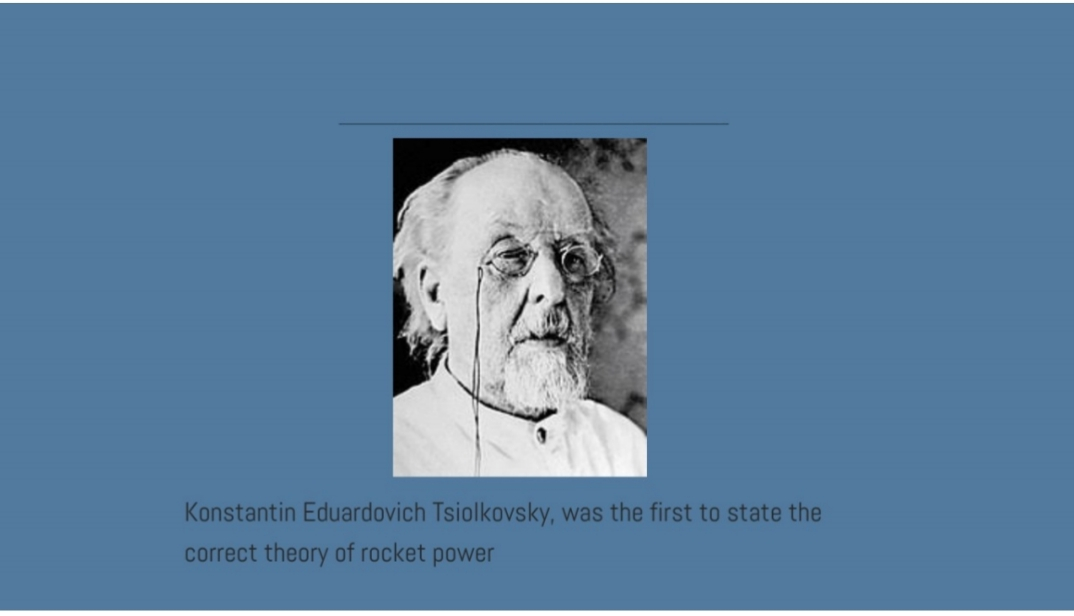 Konstantin Eduardovich Tsiolkovsky, was the first to state the
correct theory of rocket power